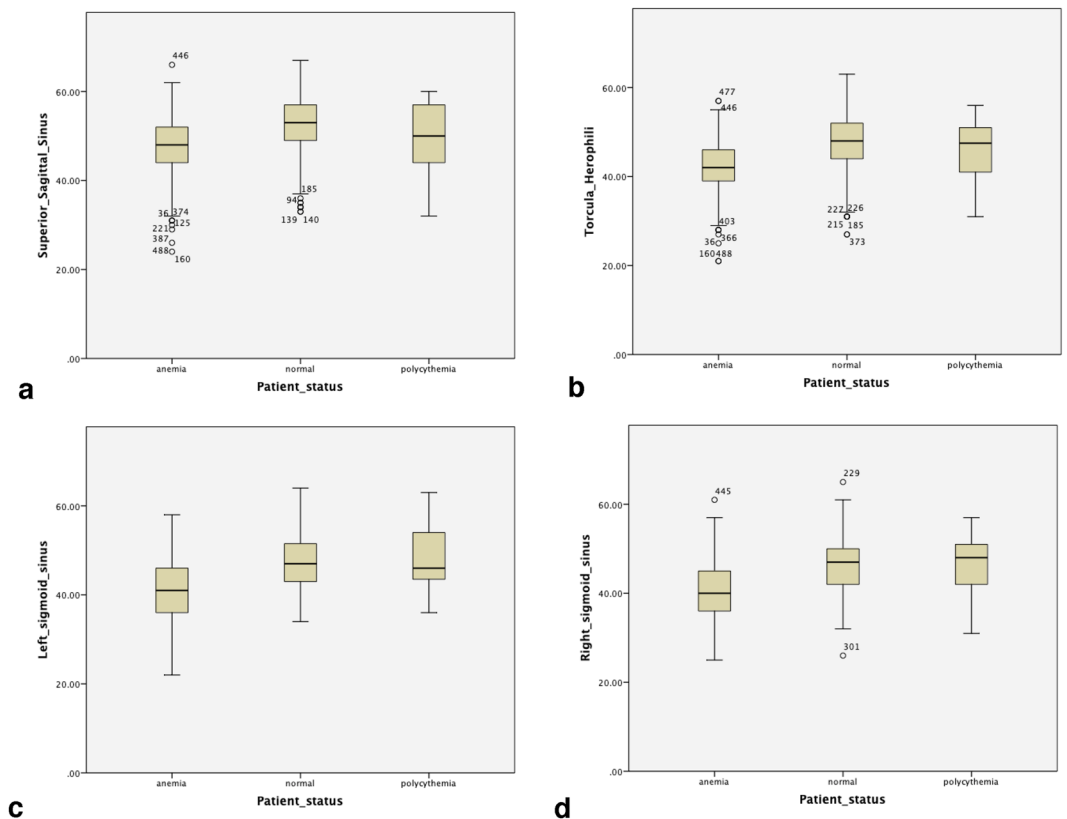 446
60.00
Superior_Sagittal_Sinus
40.00
185
94
139 140
36 374
125
221
387
488
160
20.00
.00
anemia normal polycythemia
Patient_status
a
477
446
60.00
Torcula_Herophili
40.00
227 226
215 185
373
403
366
36
160488
20.00
.00
anemia normal polycythemia
Patient_status
b
60.00
Left_sigmoid_sinus
40.00
20.00
.00
anemia normal polycythemia
Patient_status
c
229
445
60.00
Right_sigmoid_sinus
40.00
301
20.00
.00
anemia normal polycythemia
Patient_status
d